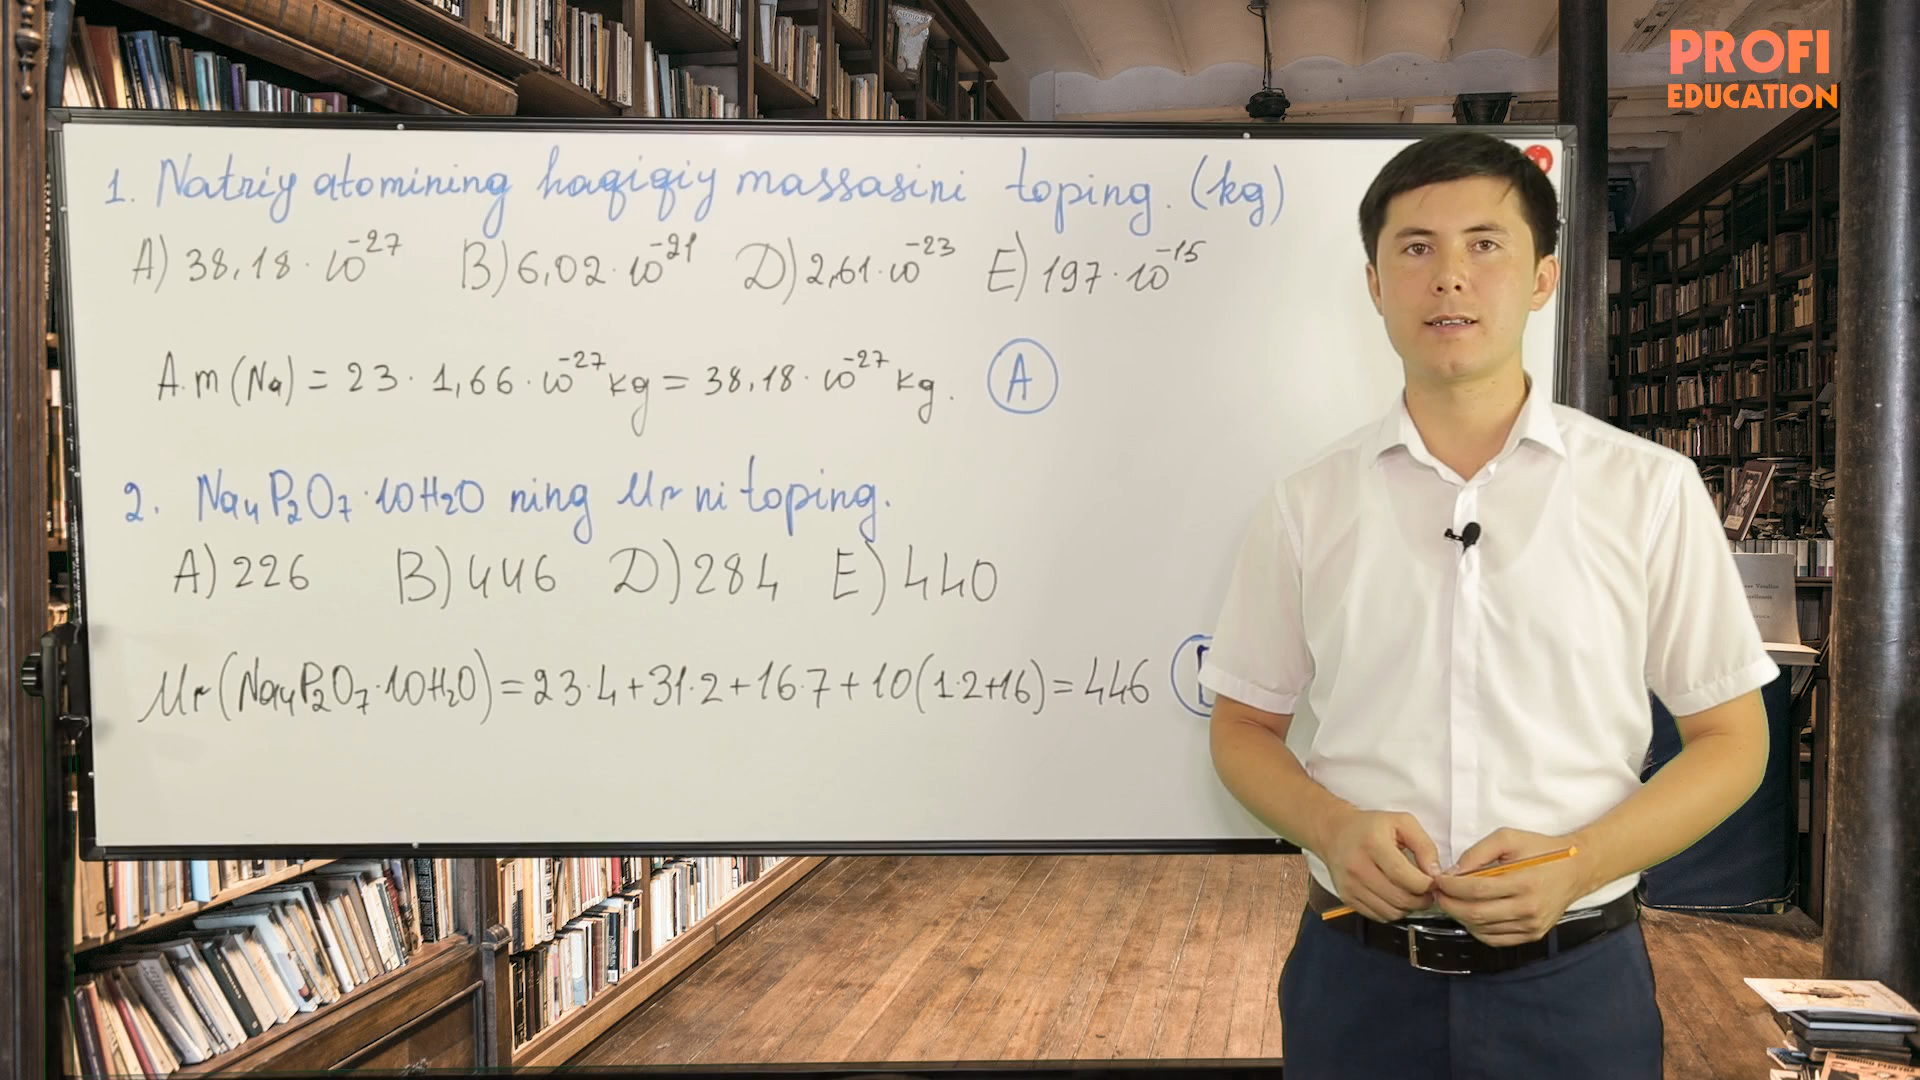 PROFI
EDUCATION
1. Natriy atomining haqiqiy massasini toping. (kg)
A) 38,18 · 10⁻²⁷ B) 6,02 · 10⁻²¹ D) 2,61 · 10⁻²³ E) 197 · 10⁻¹⁵
A.m (Na) = 23 · 1,66 · 10⁻²⁷ kg = 38,18 · 10⁻²⁷ kg. A
2. Na₄P₂O₇ · 10H₂O ning Mr ni toping.
A) 226 B) 446 D) 284 E) 440
Mr (Na₄P₂O₇ · 10H₂O) = 23·4 + 31·2 + 16·7 + 10(1·2+16) = 446